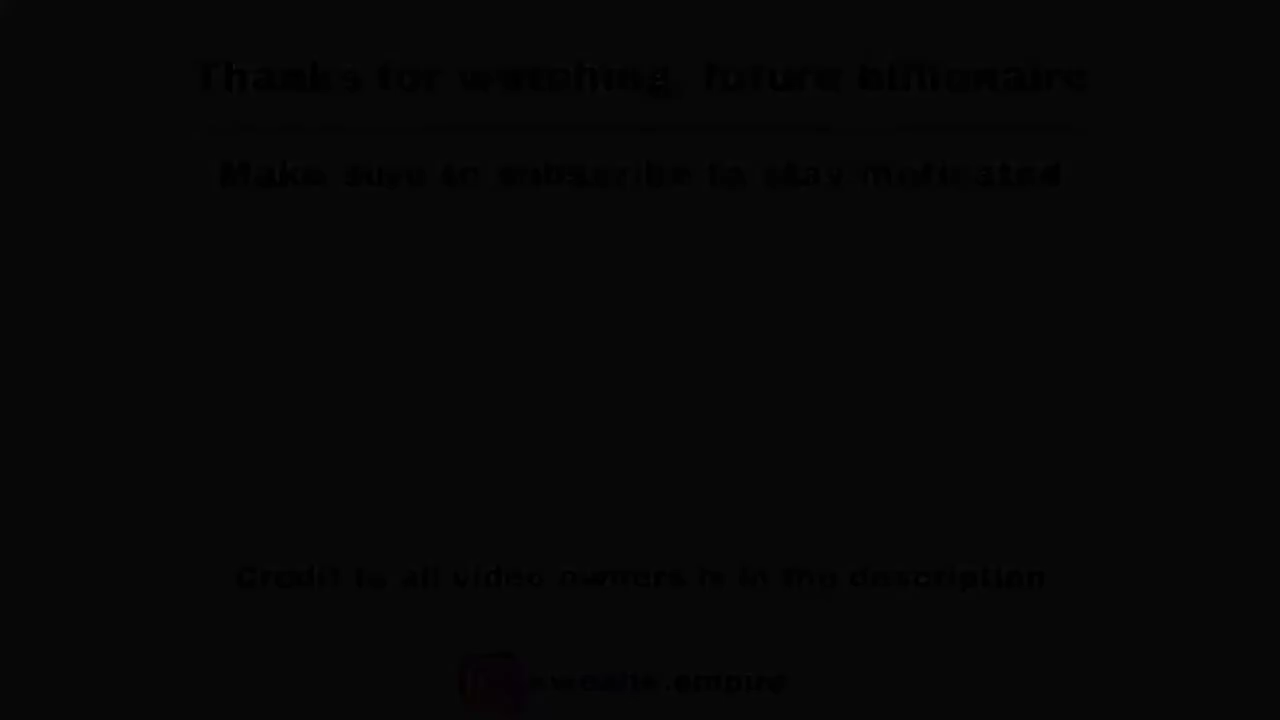 Thanks for watching, future billionaire
Make sure to subscribe to stay motivated
Credit to all video owners is in the description
empire